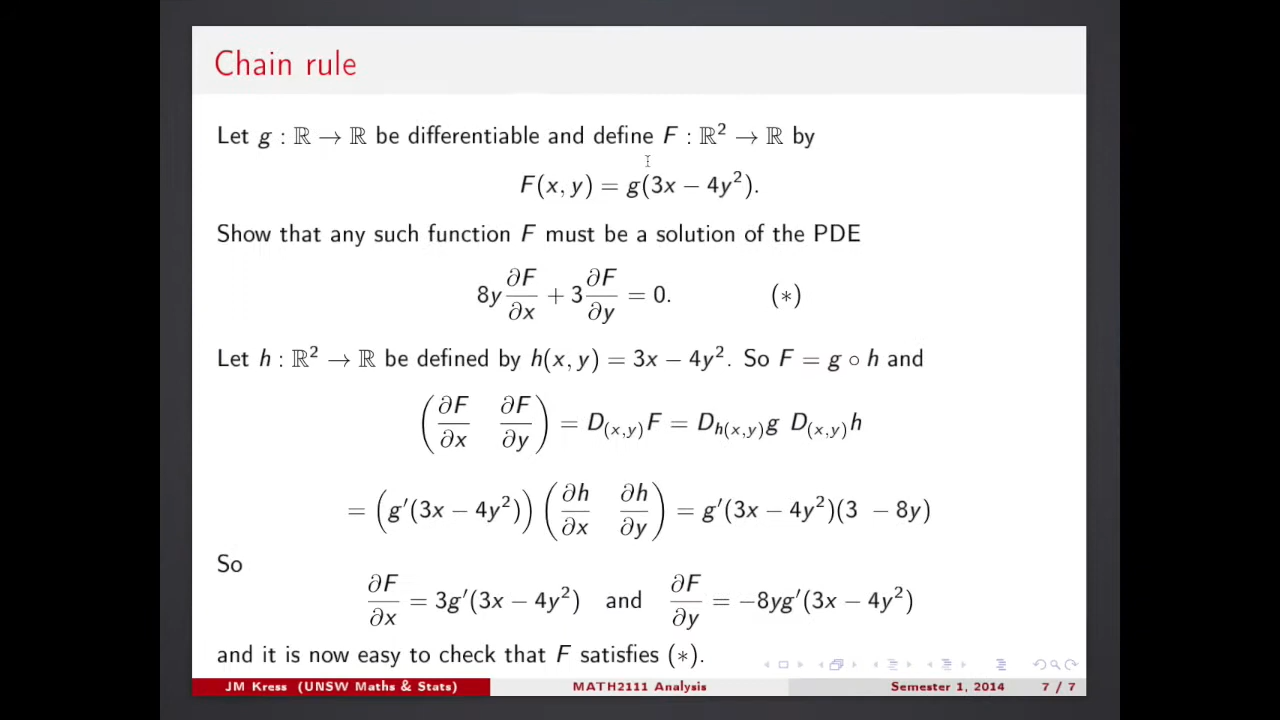 Chain rule
Let g : ℝ → ℝ be differentiable and define F : ℝ² → ℝ by
F(x, y) = g(3x − 4y²).
Show that any such function F must be a solution of the PDE
8y ∂F/∂x + 3 ∂F/∂y = 0. (∗)
Let h : ℝ² → ℝ be defined by h(x, y) = 3x − 4y². So F = g ∘ h and
(∂F/∂x ∂F/∂y) = D₍ₓ,ᵧ₎F = D_{h(x,y)}g D₍ₓ,ᵧ₎h
= (g′(3x − 4y²)) (∂h/∂x ∂h/∂y) = g′(3x − 4y²)(3 − 8y)
So
∂F/∂x = 3g′(3x − 4y²) and ∂F/∂y = −8yg′(3x − 4y²)
and it is now easy to check that F satisfies (∗).
JM Kress (UNSW Maths & Stats) MATH2111 Analysis Semester 1, 2014 7 / 7